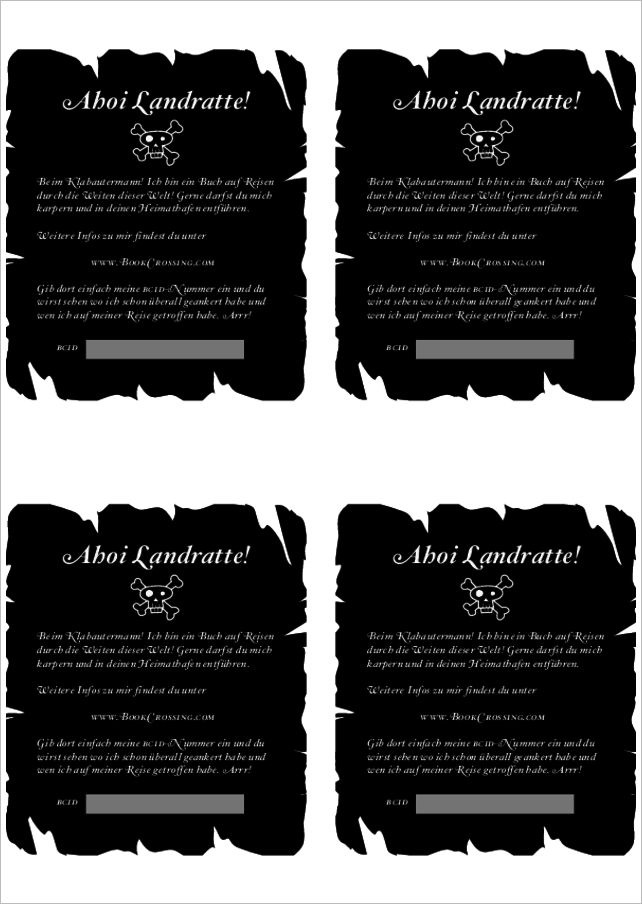 Ahoi Landratte!
Beim Klabautermann! Ich bin ein Buch auf Reisen
durch die Weiten dieser Welt! Gerne darfst du mich
karpern und in deinen Heimathafen entführen.
Weitere Infos zu mir findest du unter
www.BookCrossing.com
Gib dort einfach meine BCID-Nummer ein und du
wirst sehen wo ich schon überall geankert habe und
wen ich auf meiner Reise getroffen habe. Arrr!
BCID
Ahoi Landratte!
Beim Klabautermann! Ich bin ein Buch auf Reisen
durch die Weiten dieser Welt! Gerne darfst du mich
karpern und in deinen Heimathafen entführen.
Weitere Infos zu mir findest du unter
www.BookCrossing.com
Gib dort einfach meine BCID-Nummer ein und du
wirst sehen wo ich schon überall geankert habe und
wen ich auf meiner Reise getroffen habe. Arrr!
BCID
Ahoi Landratte!
Beim Klabautermann! Ich bin ein Buch auf Reisen
durch die Weiten dieser Welt! Gerne darfst du mich
karpern und in deinen Heimathafen entführen.
Weitere Infos zu mir findest du unter
www.BookCrossing.com
Gib dort einfach meine BCID-Nummer ein und du
wirst sehen wo ich schon überall geankert habe und
wen ich auf meiner Reise getroffen habe. Arrr!
BCID
Ahoi Landratte!
Beim Klabautermann! Ich bin ein Buch auf Reisen
durch die Weiten dieser Welt! Gerne darfst du mich
karpern und in deinen Heimathafen entführen.
Weitere Infos zu mir findest du unter
www.BookCrossing.com
Gib dort einfach meine BCID-Nummer ein und du
wirst sehen wo ich schon überall geankert habe und
wen ich auf meiner Reise getroffen habe. Arrr!
BCID